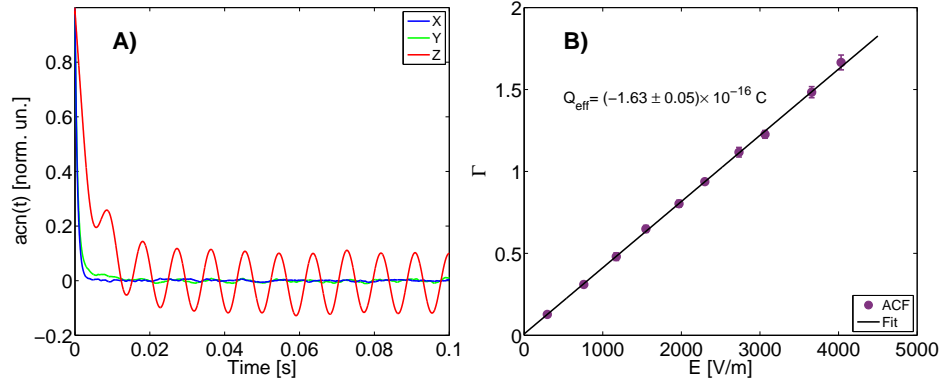 A)
X
Y
Z
acn(t) [norm. un.]
0.8
0.6
0.4
0.2
0
−0.2
0
0.02
0.04
0.06
0.08
0.1
Time [s]
B)
Q_eff= (−1.63 ± 0.05)× 10^−16 C
Γ
2
1.5
1
0.5
0
0
1000
2000
3000
4000
5000
E [V/m]
ACF
Fit